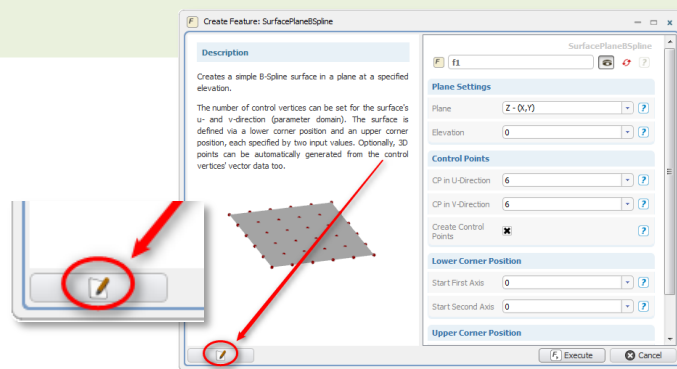 F Create Feature: SurfacePlaneBSpline
Description
Creates a simple B-Spline surface in a plane at a specified
elevation.
The number of control vertices can be set for the surface's
u- and v-direction (parameter domain). The surface is
defined via a lower corner position and an upper corner
position, each specified by two input values. Optionally, 3D
points can be automatically generated from the control
vertices' vector data too.
SurfacePlaneBSpline
F f1 ?
Plane Settings
Plane Z - (X,Y) ?
Elevation 0 ?
Control Points
CP in U-Direction 6 ?
CP in V-Direction 6 ?
Create Control
Points ?
Lower Corner Position
Start First Axis 0 ?
Start Second Axis 0 ?
Upper Corner Position
Execute Cancel